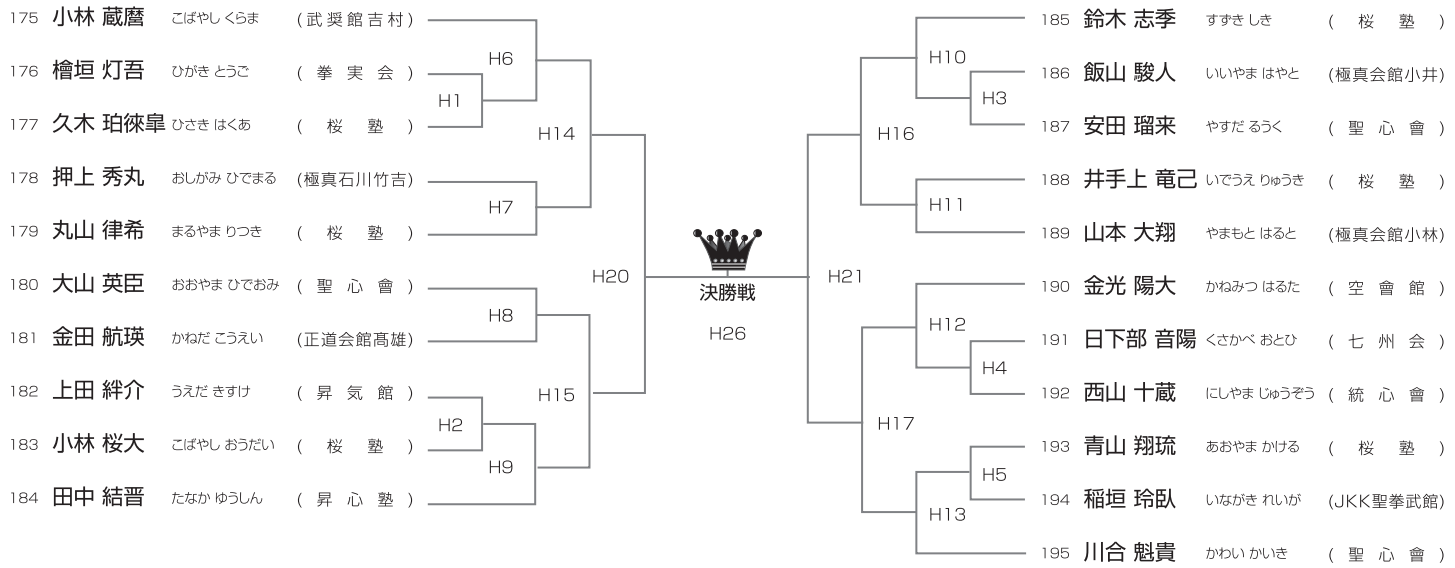 175 小林 蔵麿 こばやし くらま (武奨館吉村)
176 檜垣 灯吾 ひがき とうご (拳実会)
177 久木 珀徠皐 ひさき はくあ (桜塾)
178 押上 秀丸 おしがみ ひでまる (極真石川竹吉)
179 丸山 律希 まるやま りつき (桜塾)
180 大山 英臣 おおやま ひでおみ (聖心會)
181 金田 航瑛 かねだ こうえい (正道会館髙雄)
182 上田 絆介 うえだ きすけ (昇気館)
183 小林 桜大 こばやし おうだい (桜塾)
184 田中 結晋 たなか ゆうしん (昇心塾)
H6
H1
H14
H7
H20
H8
H15
H2
H9
決勝戦
H26
H10
H3
H16
H11
H21
H12
H4
H17
H5
H13
185 鈴木 志季 すずき しき (桜塾)
186 飯山 駿人 いいやま はやと (極真会館小井)
187 安田 瑠来 やすだ るうく (聖心會)
188 井手上 竜己 いでうえ りゅうき (桜塾)
189 山本 大翔 やまもと はると (極真会館小林)
190 金光 陽大 かねみつ はるた (空會館)
191 日下部 音陽 くさかべ おとひ (七州会)
192 西山 十蔵 にしやま じゅうぞう (統心會)
193 青山 翔琉 あおやま かける (桜塾)
194 稲垣 玲臥 いながき れいが (JKK聖拳武館)
195 川合 魁貴 かわい かいき (聖心會)